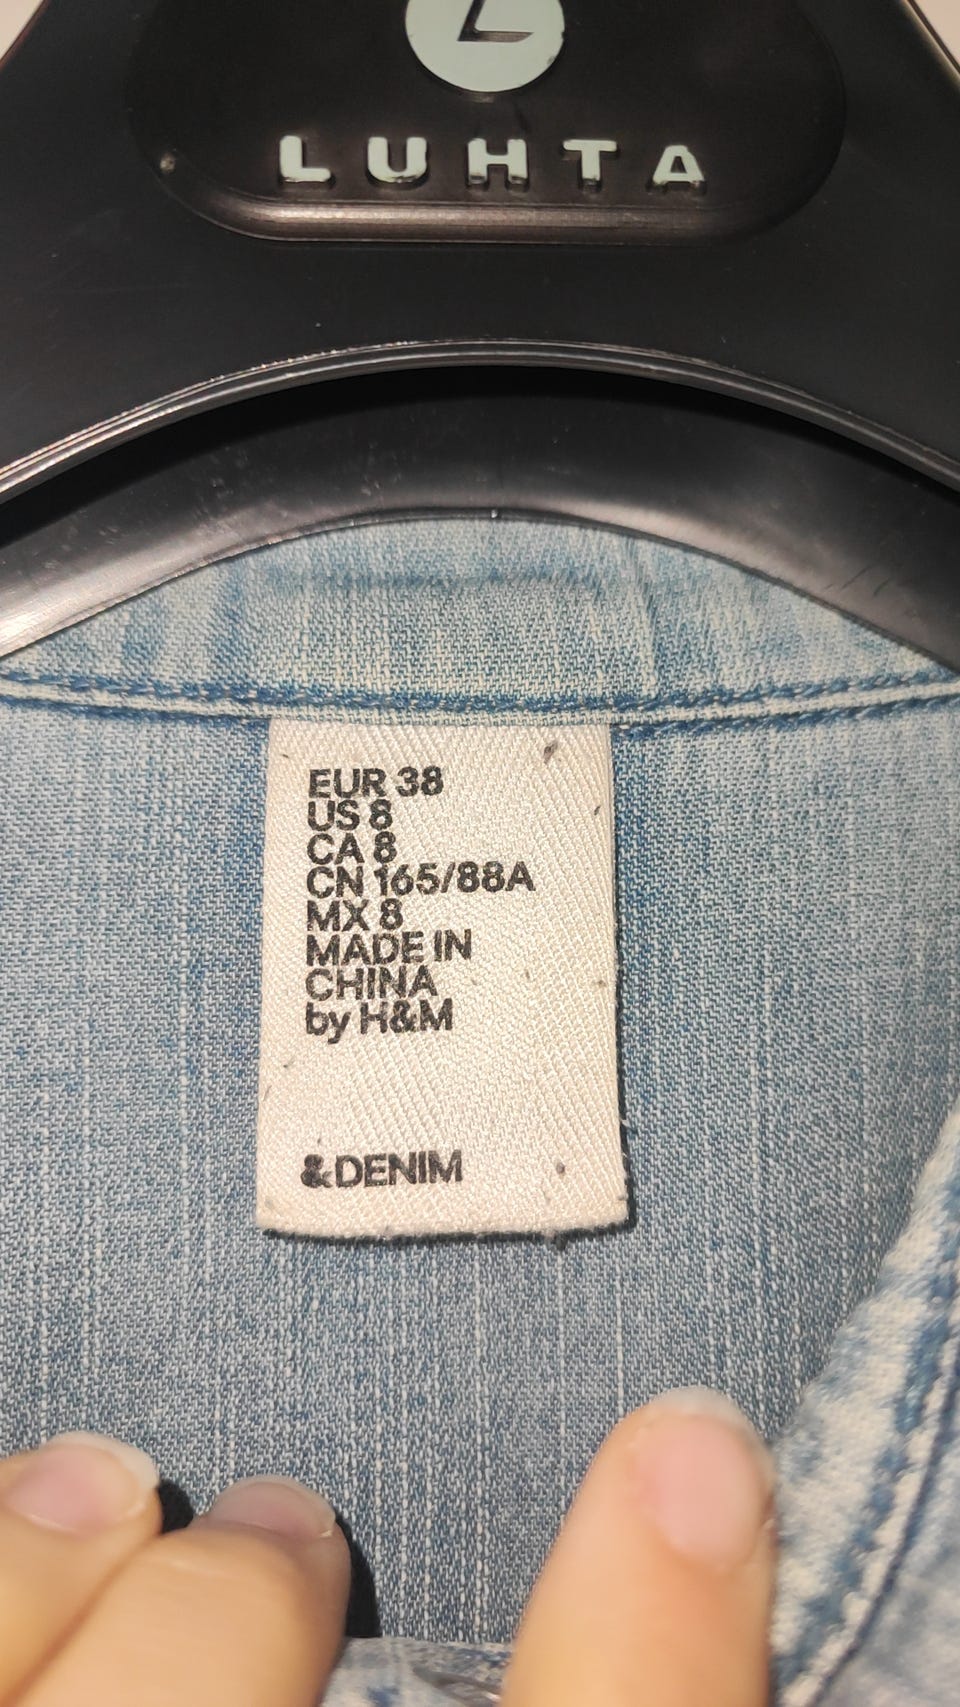 L
LUHTA
EUR 38
US 8
CA 8
CN 165/88A
MX 8
MADE IN
CHINA
by H&M
&DENIM